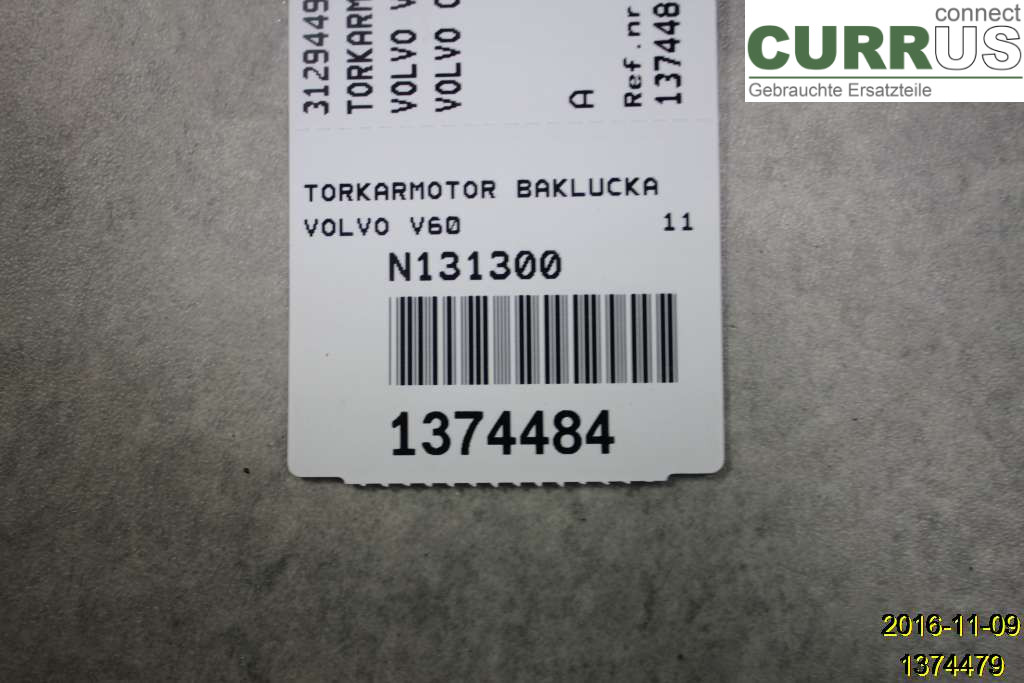 connect
CURRUS
Gebrauchte Ersatzteile
3129449
TORKARM
VOLVO V
VOLVO
A
Ref.nr
137448
TORKARMOTOR BAKLUCKA
VOLVO V60 11
N131300
1374484
2016-11-09
1374479